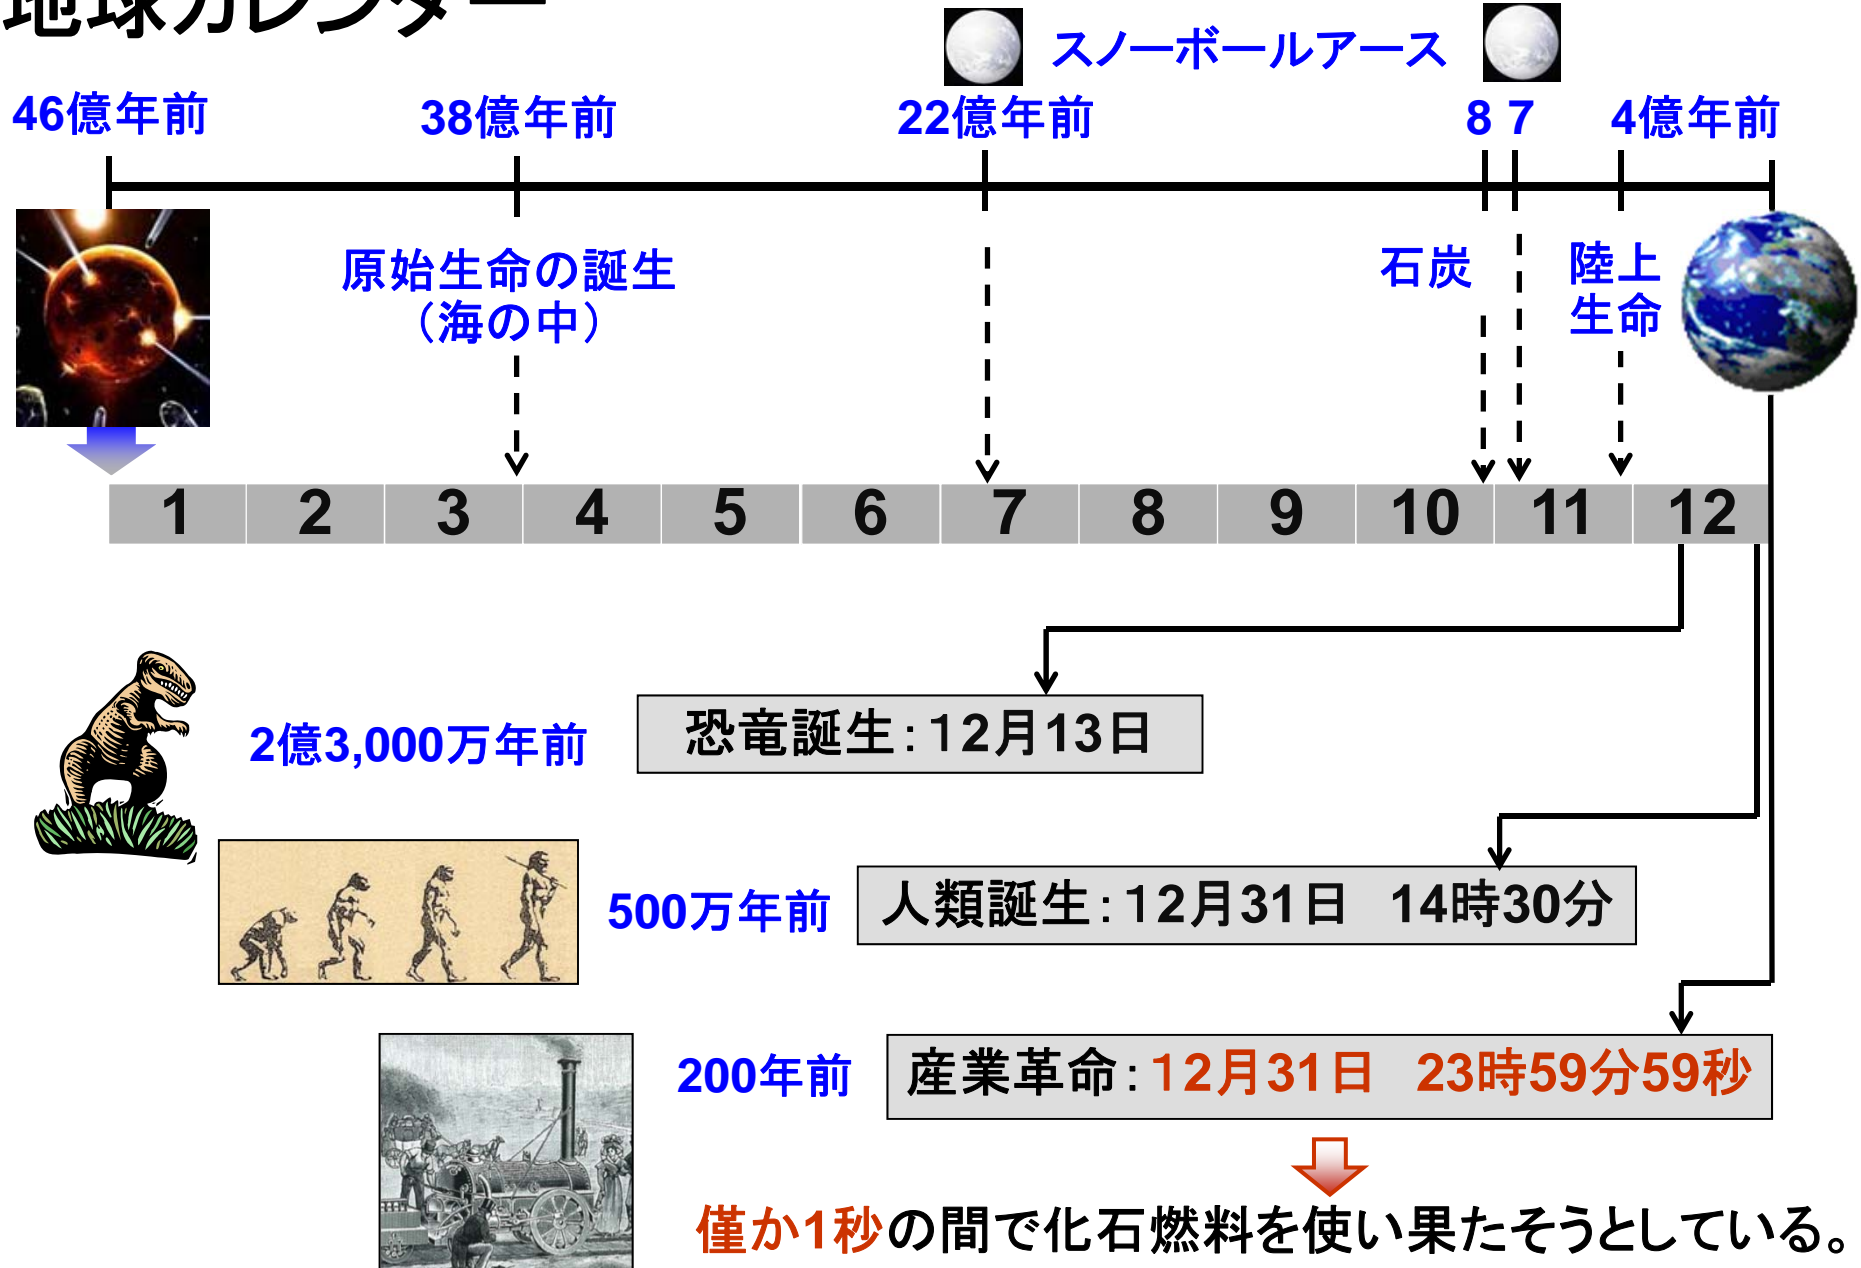 地球カレンダー
スノーボールアース
46億年前
38億年前
22億年前
8 7
4億年前
原始生命の誕生
（海の中）
石炭
陸上
生命
1 2 3 4 5 6 7 8 9 10 11 12
2億3,000万年前
恐竜誕生：12月13日
500万年前
人類誕生：12月31日 14時30分
200年前
産業革命：12月31日 23時59分59秒
僅か1秒の間で化石燃料を使い果たそうとしている。